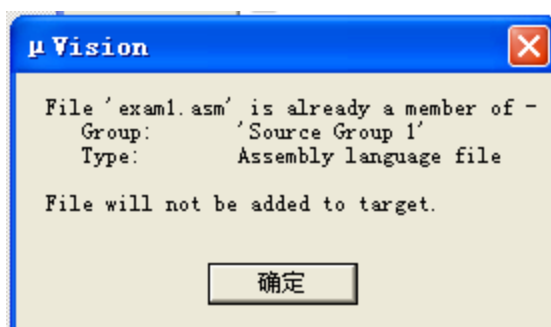 μ Vision
File 'exam1.asm' is already a member of -
Group: 'Source Group 1'
Type: Assembly language file
File will not be added to target.
确定